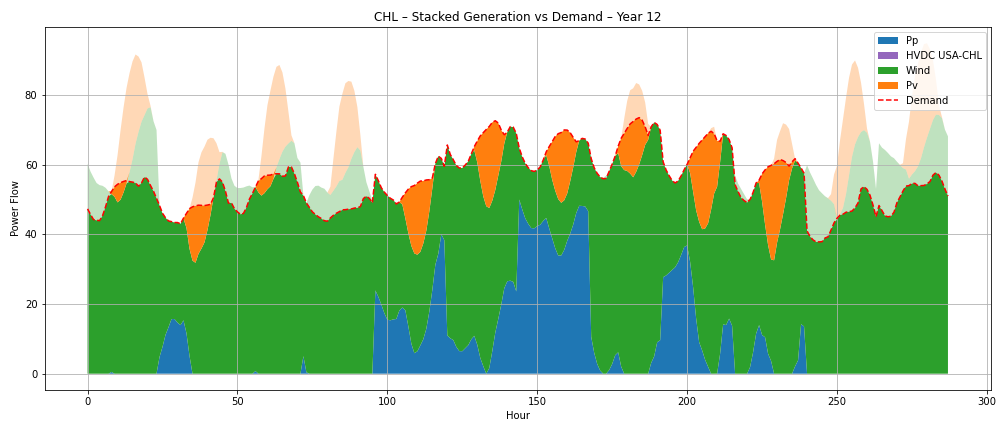 CHL – Stacked Generation vs Demand – Year 12
Pp
HVDC USA-CHL
Wind
Pv
Demand
Power Flow
80
60
40
20
0
0 50 100 150 200 250 300
Hour